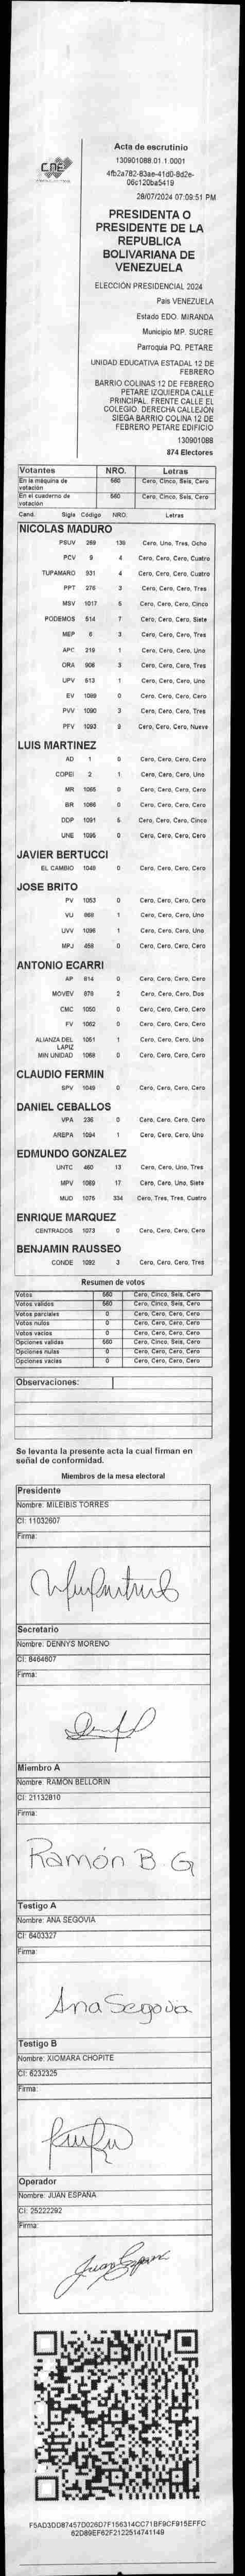 CNE
Acta de escrutinio
130901088.01.1.0001
4fb2a782-83ae-41d0-8d2e-
06c120ba5419
28/07/2024 07:09:51 PM
PRESIDENTA O
PRESIDENTE DE LA
REPUBLICA
BOLIVARIANA DE
VENEZUELA
ELECCIÓN PRESIDENCIAL 2024
Pais VENEZUELA
Estado EDO. MIRANDA
Municipio MP. SUCRE
Parroquia PQ. PETARE
UNIDAD EDUCATIVA ESTADAL 12 DE
FEBRERO
BARRIO COLINAS 12 DE FEBRERO
PETARE IZQUIERDA CALLE
PRINCIPAL. FRENTE CALLE EL
COLEGIO. DERECHA CALLEJÓN
SIEGA BARRIO COLINA 12 DE
FEBRERO PETARE EDIFICIO
130901088
874 Electores
Votantes NRO. Letras
En la máquina de votación 560 Cero, Cinco, Seis, Cero
En el cuaderno de votación 560 Cero, Cinco, Seis, Cero
Cand. Sigla Código NRO. Letras
NICOLAS MADURO
PSUV 269 138 Cero, Uno, Tres, Ocho
PCV 9 4 Cero, Cero, Cero, Cuatro
TUPAMARO 931 4 Cero, Cero, Cero, Cuatro
PPT 276 3 Cero, Cero, Cero, Tres
MSV 1017 5 Cero, Cero, Cero, Cinco
PODEMOS 514 7 Cero, Cero, Cero, Siete
MEP 6 3 Cero, Cero, Cero, Tres
APC 219 1 Cero, Cero, Cero, Uno
ORA 906 3 Cero, Cero, Cero, Tres
UPV 513 1 Cero, Cero, Cero, Uno
EV 1089 0 Cero, Cero, Cero, Cero
PVV 1090 3 Cero, Cero, Cero, Tres
PFV 1093 9 Cero, Cero, Cero, Nueve
LUIS MARTINEZ
AD 1 0 Cero, Cero, Cero, Cero
COPEI 2 1 Cero, Cero, Cero, Uno
MR 1065 0 Cero, Cero, Cero, Cero
BR 1066 0 Cero, Cero, Cero, Cero
DDP 1091 5 Cero, Cero, Cero, Cinco
UNE 1095 0 Cero, Cero, Cero, Cero
JAVIER BERTUCCI
EL CAMBIO 1048 0 Cero, Cero, Cero, Cero
JOSE BRITO
PV 1053 0 Cero, Cero, Cero, Cero
VU 868 1 Cero, Cero, Cero, Uno
UVV 1096 1 Cero, Cero, Cero, Uno
MPJ 458 0 Cero, Cero, Cero, Cero
ANTONIO ECARRI
AP 814 0 Cero, Cero, Cero, Cero
MOVEV 879 2 Cero, Cero, Cero, Dos
CMC 1050 0 Cero, Cero, Cero, Cero
FV 1062 0 Cero, Cero, Cero, Cero
ALIANZA DEL LAPIZ 1051 1 Cero, Cero, Cero, Uno
MIN UNIDAD 1068 0 Cero, Cero, Cero, Cero
CLAUDIO FERMIN
SPV 1049 0 Cero, Cero, Cero, Cero
DANIEL CEBALLOS
VPA 236 0 Cero, Cero, Cero, Cero
AREPA 1094 1 Cero, Cero, Cero, Uno
EDMUNDO GONZALEZ
UNTC 460 13 Cero, Cero, Uno, Tres
MPV 1069 17 Cero, Cero, Uno, Siete
MUD 1075 334 Cero, Tres, Tres, Cuatro
ENRIQUE MARQUEZ
CENTRADOS 1073 0 Cero, Cero, Cero, Cero
BENJAMIN RAUSSEO
CONDE 1092 3 Cero, Cero, Cero, Tres
Resumen de votos
Votos 560 Cero, Cinco, Seis, Cero
Votos validos 560 Cero, Cinco, Seis, Cero
Votos parciales 0 Cero, Cero, Cero, Cero
Votos nulos 0 Cero, Cero, Cero, Cero
Votos vacios 0 Cero, Cero, Cero, Cero
Opciones validas 560 Cero, Cinco, Seis, Cero
Opciones nulas 0 Cero, Cero, Cero, Cero
Opciones vacias 0 Cero, Cero, Cero, Cero
Observaciones:
Se levanta la presente acta la cual firman en
señal de conformidad.
Miembros de la mesa electoral
Presidente
Nombre: MILEIBIS TORRES
CI: 11032607
Firma:
Secretario
Nombre: DENNYS MORENO
CI: 8464607
Firma:
Miembro A
Nombre: RAMON BELLORIN
CI: 21132810
Firma:
Ramón B. G
Testigo A
Nombre: ANA SEGOVIA
CI: 6403327
Firma:
Ana Segovia
Testigo B
Nombre: XIOMARA CHOPITE
CI: 6232325
Firma:
Operador
Nombre: JUAN ESPAÑA
CI: 25222292
Firma:
Juan España
F5AD3DD87457D026D7F156314CC71BF9CF915EFFC
62D89EF62F2122514741149